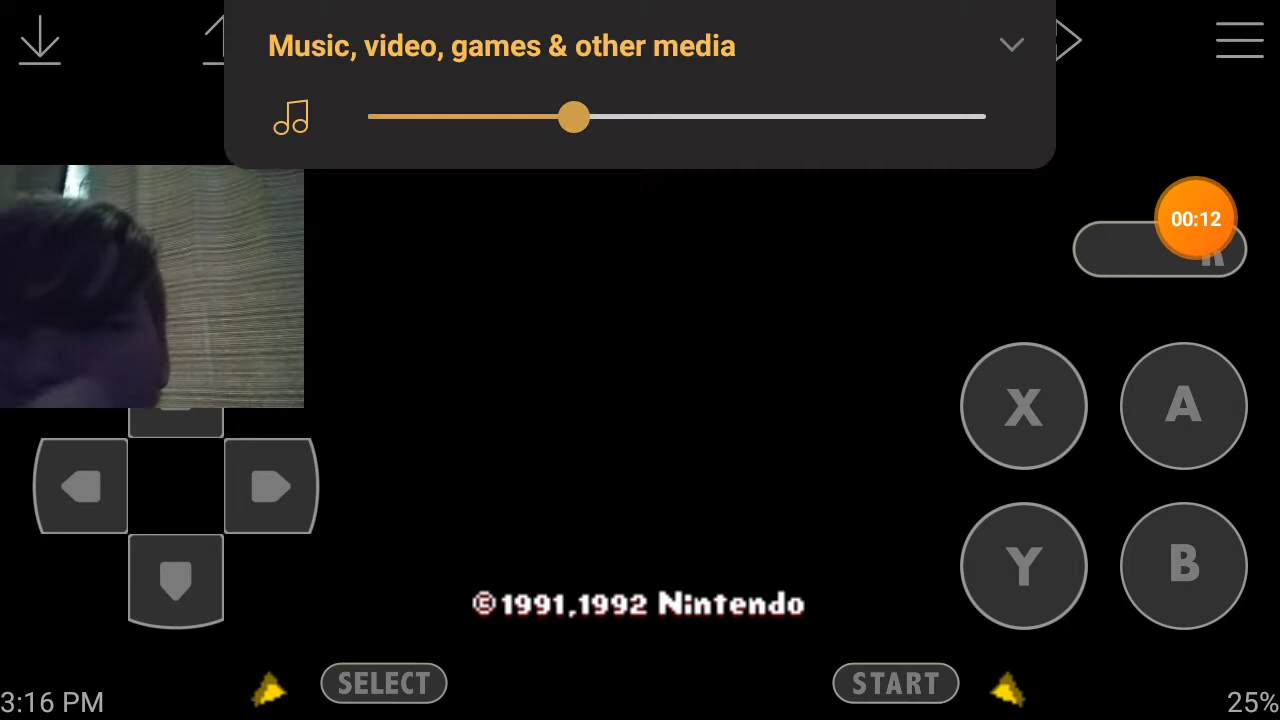 Music, video, games & other media
00:12
R
X
A
Y
B
©1991,1992 Nintendo
SELECT
START
3:16 PM
25%